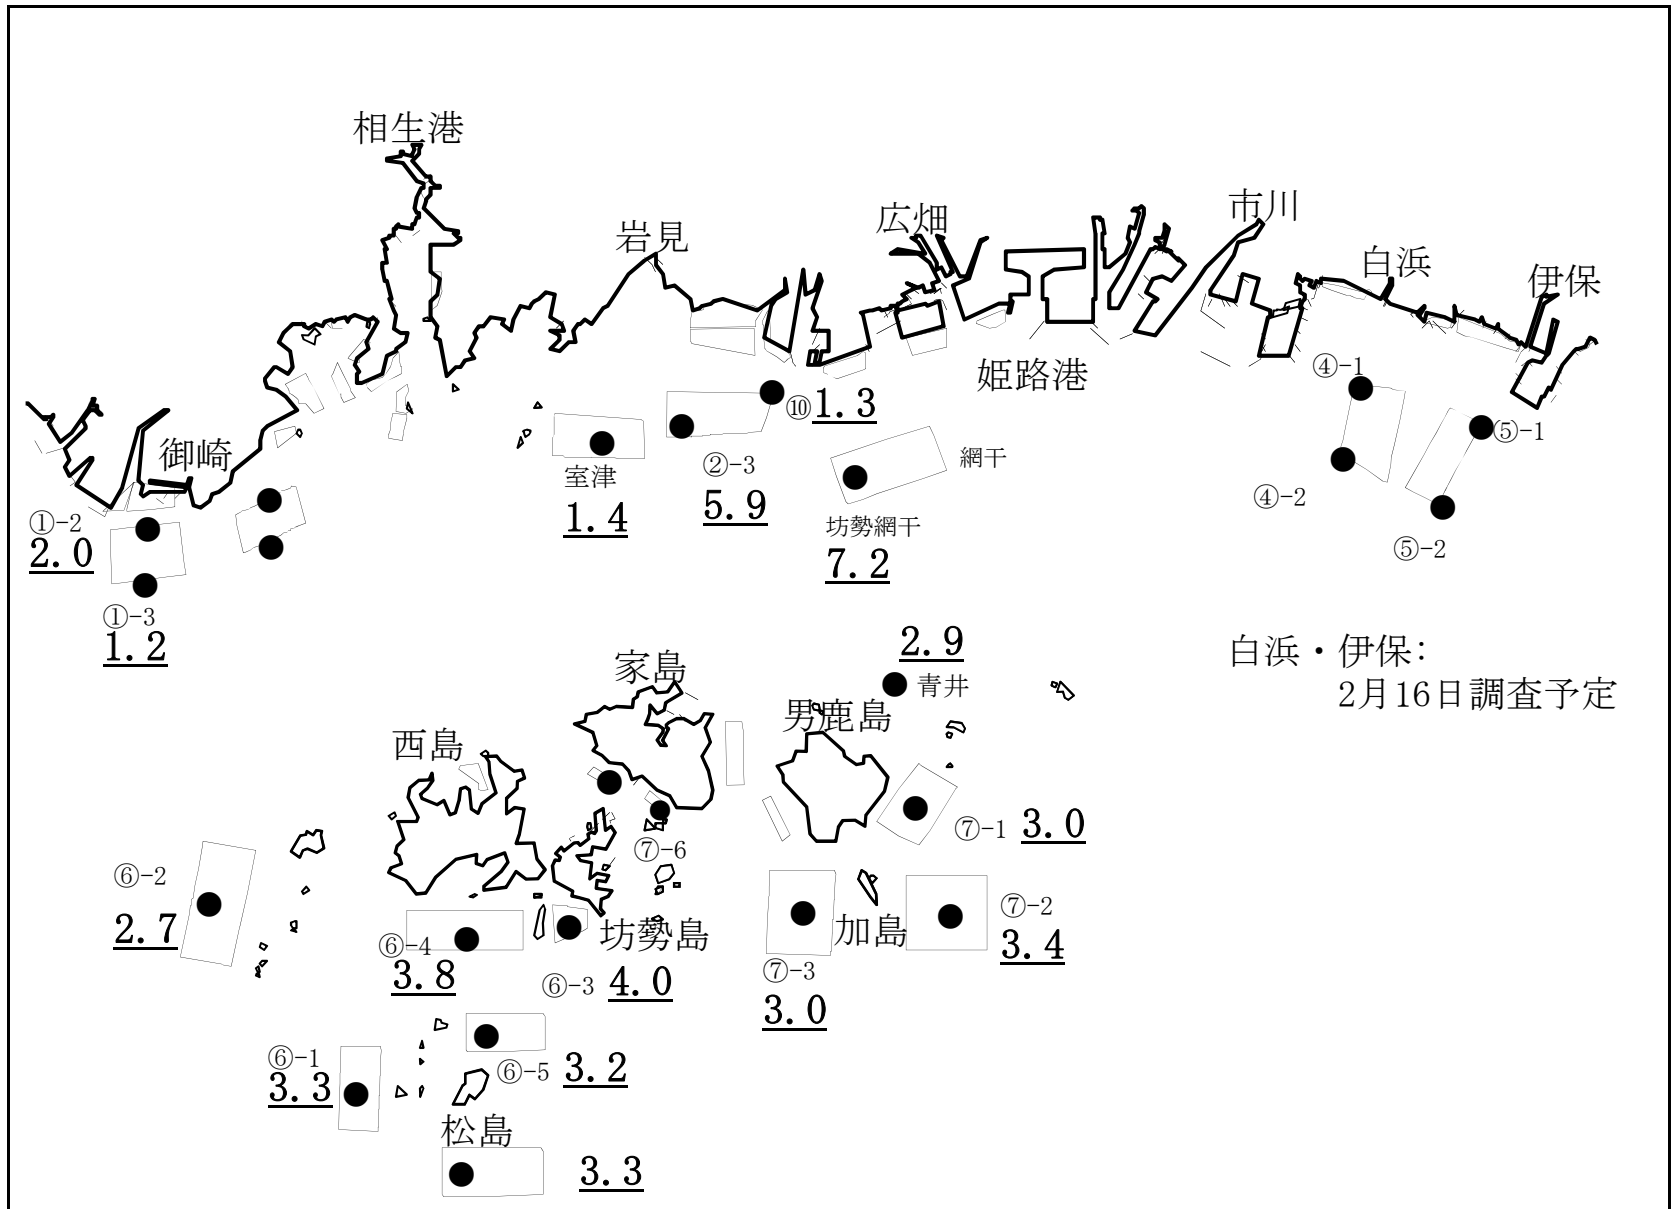 相生港
市川
広畑
岩見
白浜
伊保
姫路港
④-1
⑩1.3
⑤-1
御崎
網干
②-3
室津
④-2
5.9
1.4
①-2
2.0
坊勢網干
⑤-2
7.2
①-3
1.2
2.9
白浜・伊保:
2月16日調査予定
家島
青井
男鹿島
西島
⑦-1 3.0
⑦-6
⑥-2
2.7
⑦-2
3.4
加島
坊勢島
⑥-4
3.8
⑦-3
3.0
⑥-3 4.0
⑥-1
3.3
⑥-5 3.2
松島
3.3